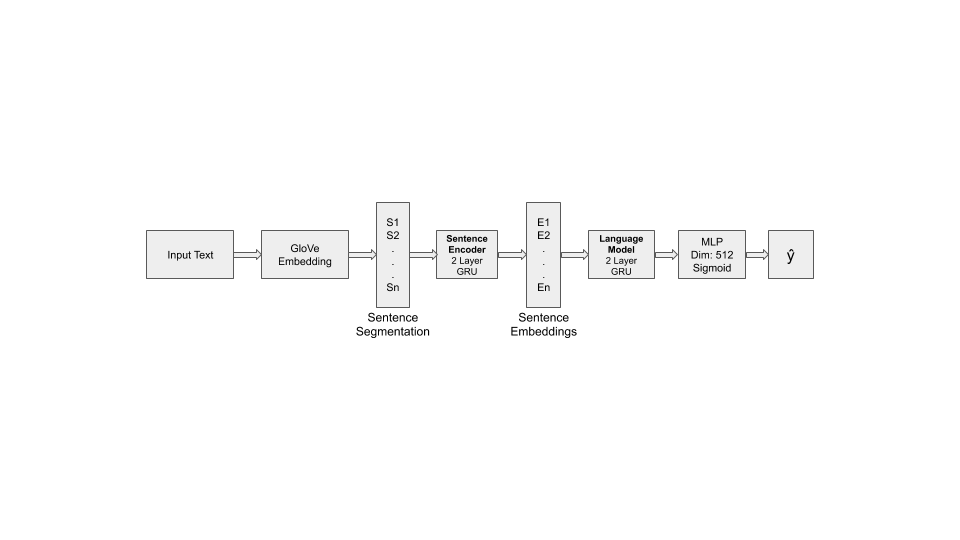 Input Text
GloVe
Embedding
S1
S2
.
.
.
Sn
Sentence
Segmentation
Sentence
Encoder
2 Layer
GRU
E1
E2
.
.
.
En
Sentence
Embeddings
Language
Model
2 Layer
GRU
MLP
Dim: 512
Sigmoid
ŷ